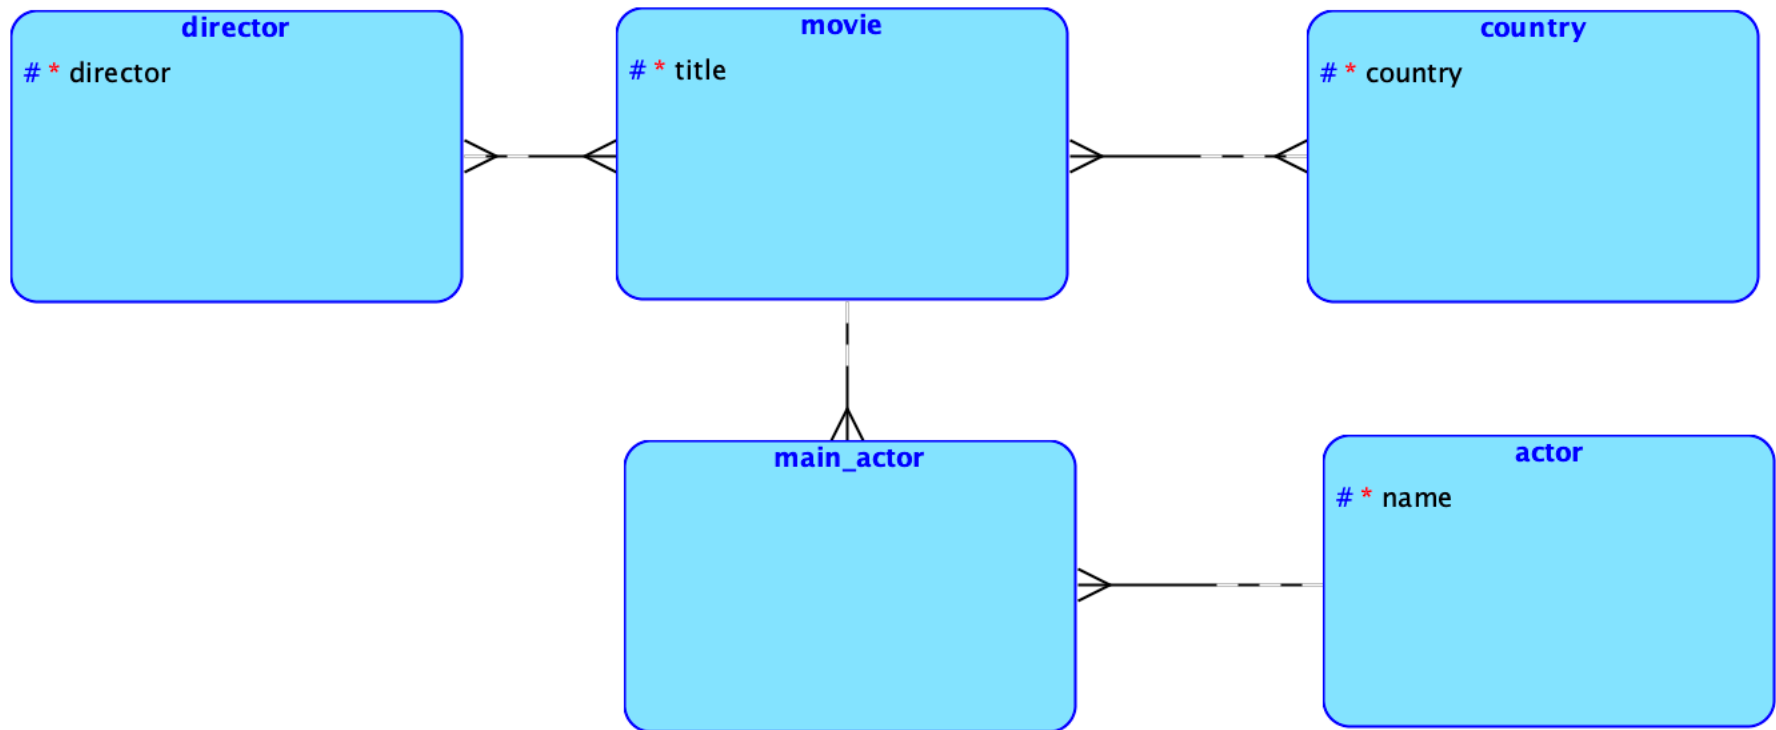 director
# * director
movie
# * title
country
# * country
main_actor
actor
# * name